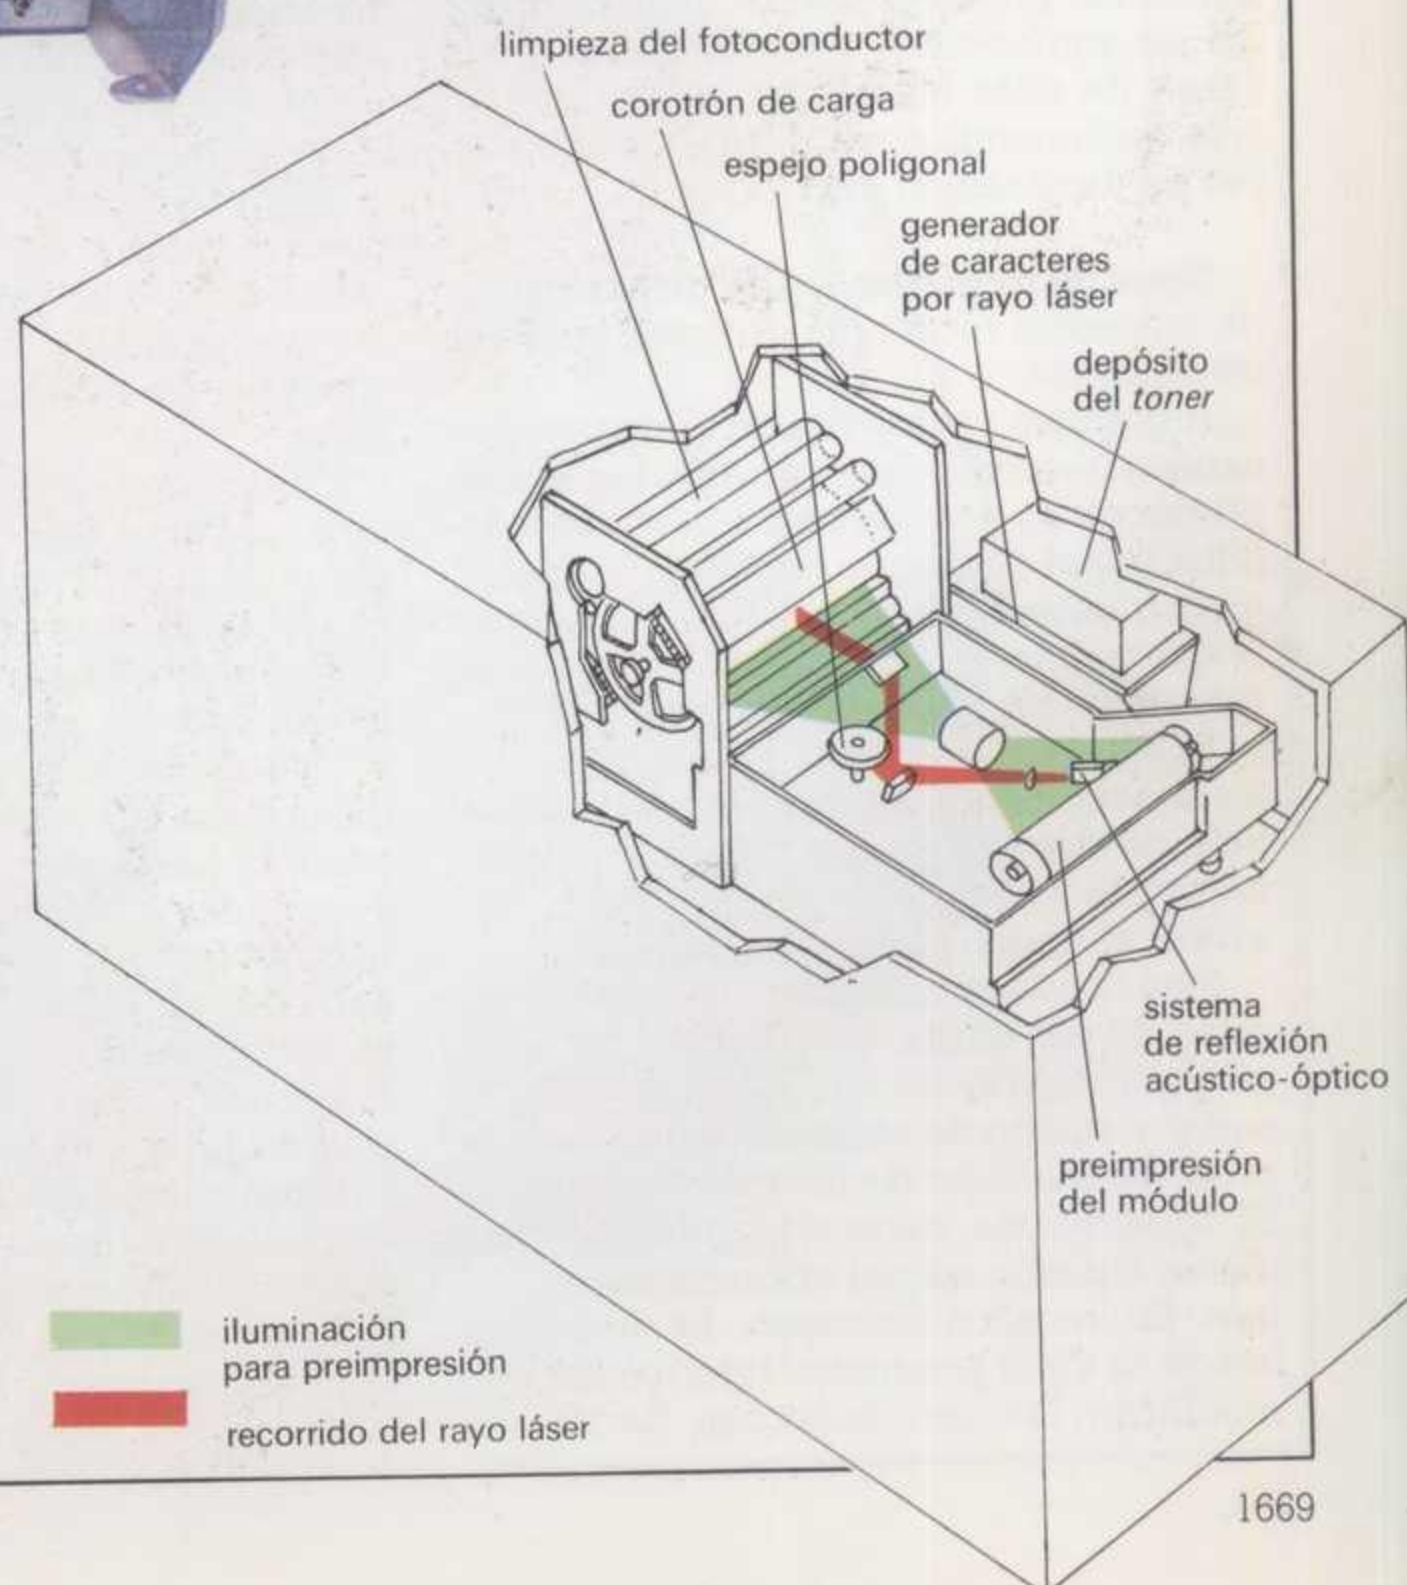 limpieza del fotoconductor
corotrón de carga
espejo poligonal
generador
de caracteres
por rayo láser
depósito
del toner
sistema
de reflexión
acústico-óptico
preimpresión
del módulo
iluminación
para preimpresión
recorrido del rayo láser
1669